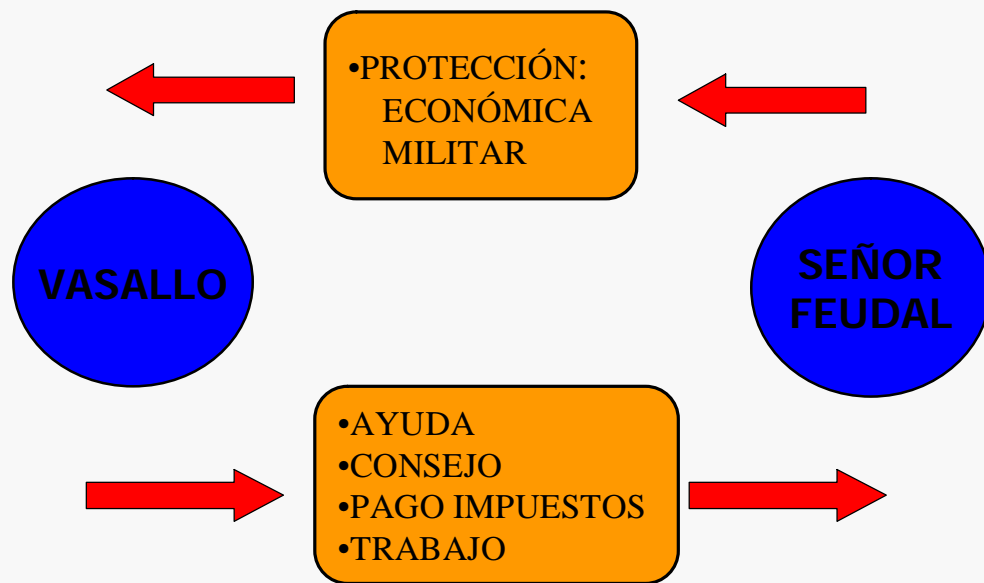 •PROTECCIÓN:
ECONÓMICA
MILITAR
VASALLO
SEÑOR
FEUDAL
•AYUDA
•CONSEJO
•PAGO IMPUESTOS
•TRABAJO